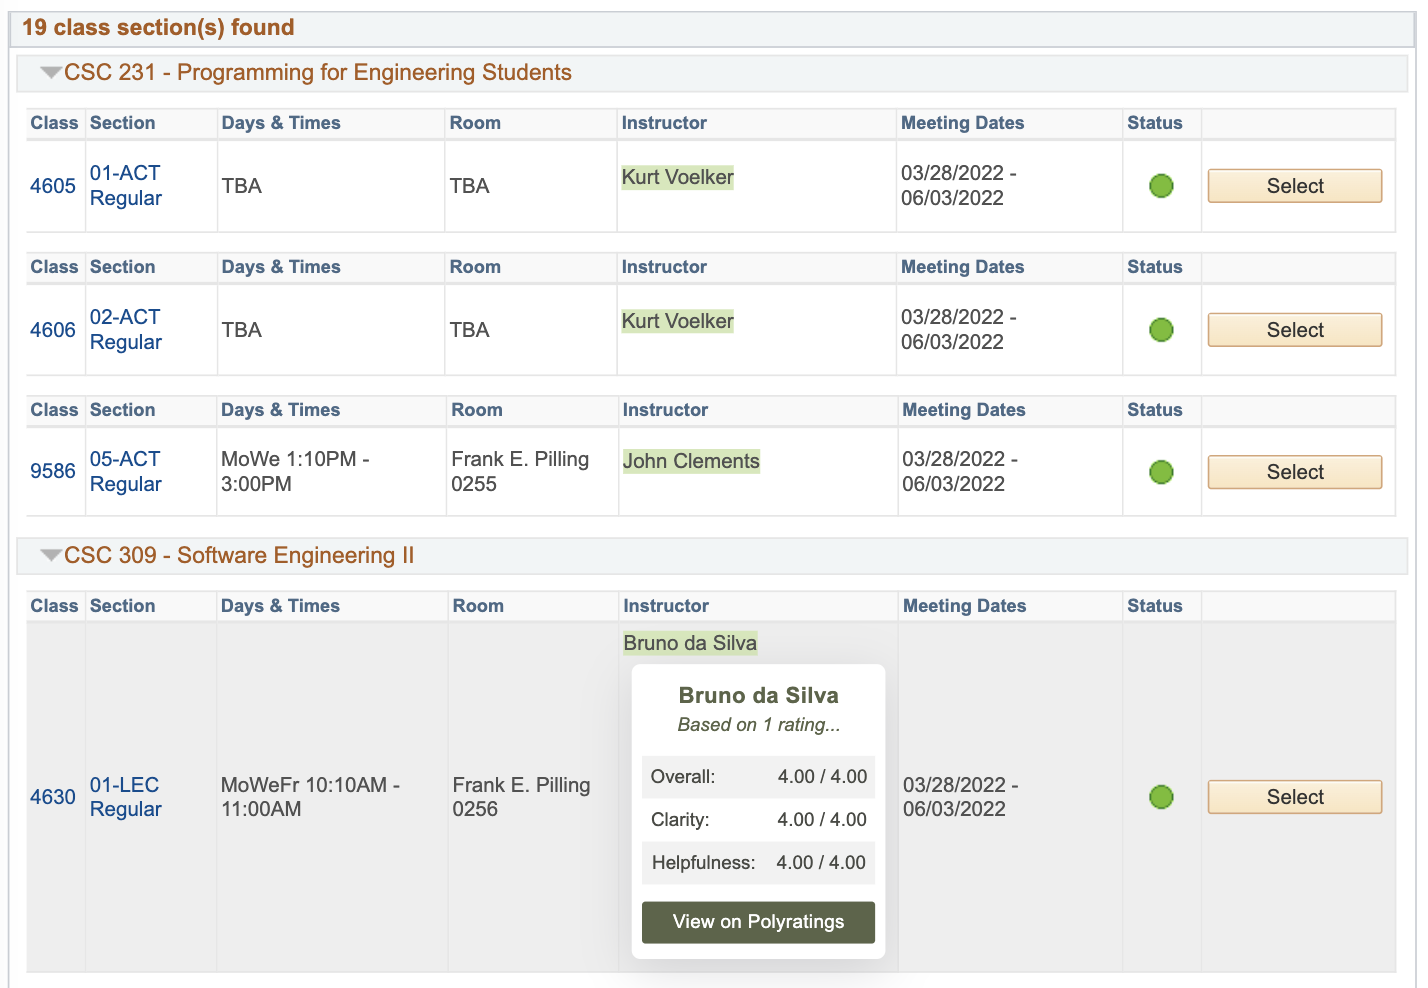 19 class section(s) found
CSC 231 - Programming for Engineering Students
Class Section Days & Times Room Instructor Meeting Dates Status
4605 01-ACT Regular TBA TBA Kurt Voelker 03/28/2022 - 06/03/2022 Select
Class Section Days & Times Room Instructor Meeting Dates Status
4606 02-ACT Regular TBA TBA Kurt Voelker 03/28/2022 - 06/03/2022 Select
Class Section Days & Times Room Instructor Meeting Dates Status
9586 05-ACT Regular MoWe 1:10PM - 3:00PM Frank E. Pilling 0255 John Clements 03/28/2022 - 06/03/2022 Select
CSC 309 - Software Engineering II
Class Section Days & Times Room Instructor Meeting Dates Status
4630 01-LEC Regular MoWeFr 10:10AM - 11:00AM Frank E. Pilling 0256 Bruno da Silva 03/28/2022 - 06/03/2022 Select
Bruno da Silva
Based on 1 rating...
Overall: 4.00 / 4.00
Clarity: 4.00 / 4.00
Helpfulness: 4.00 / 4.00
View on Polyratings